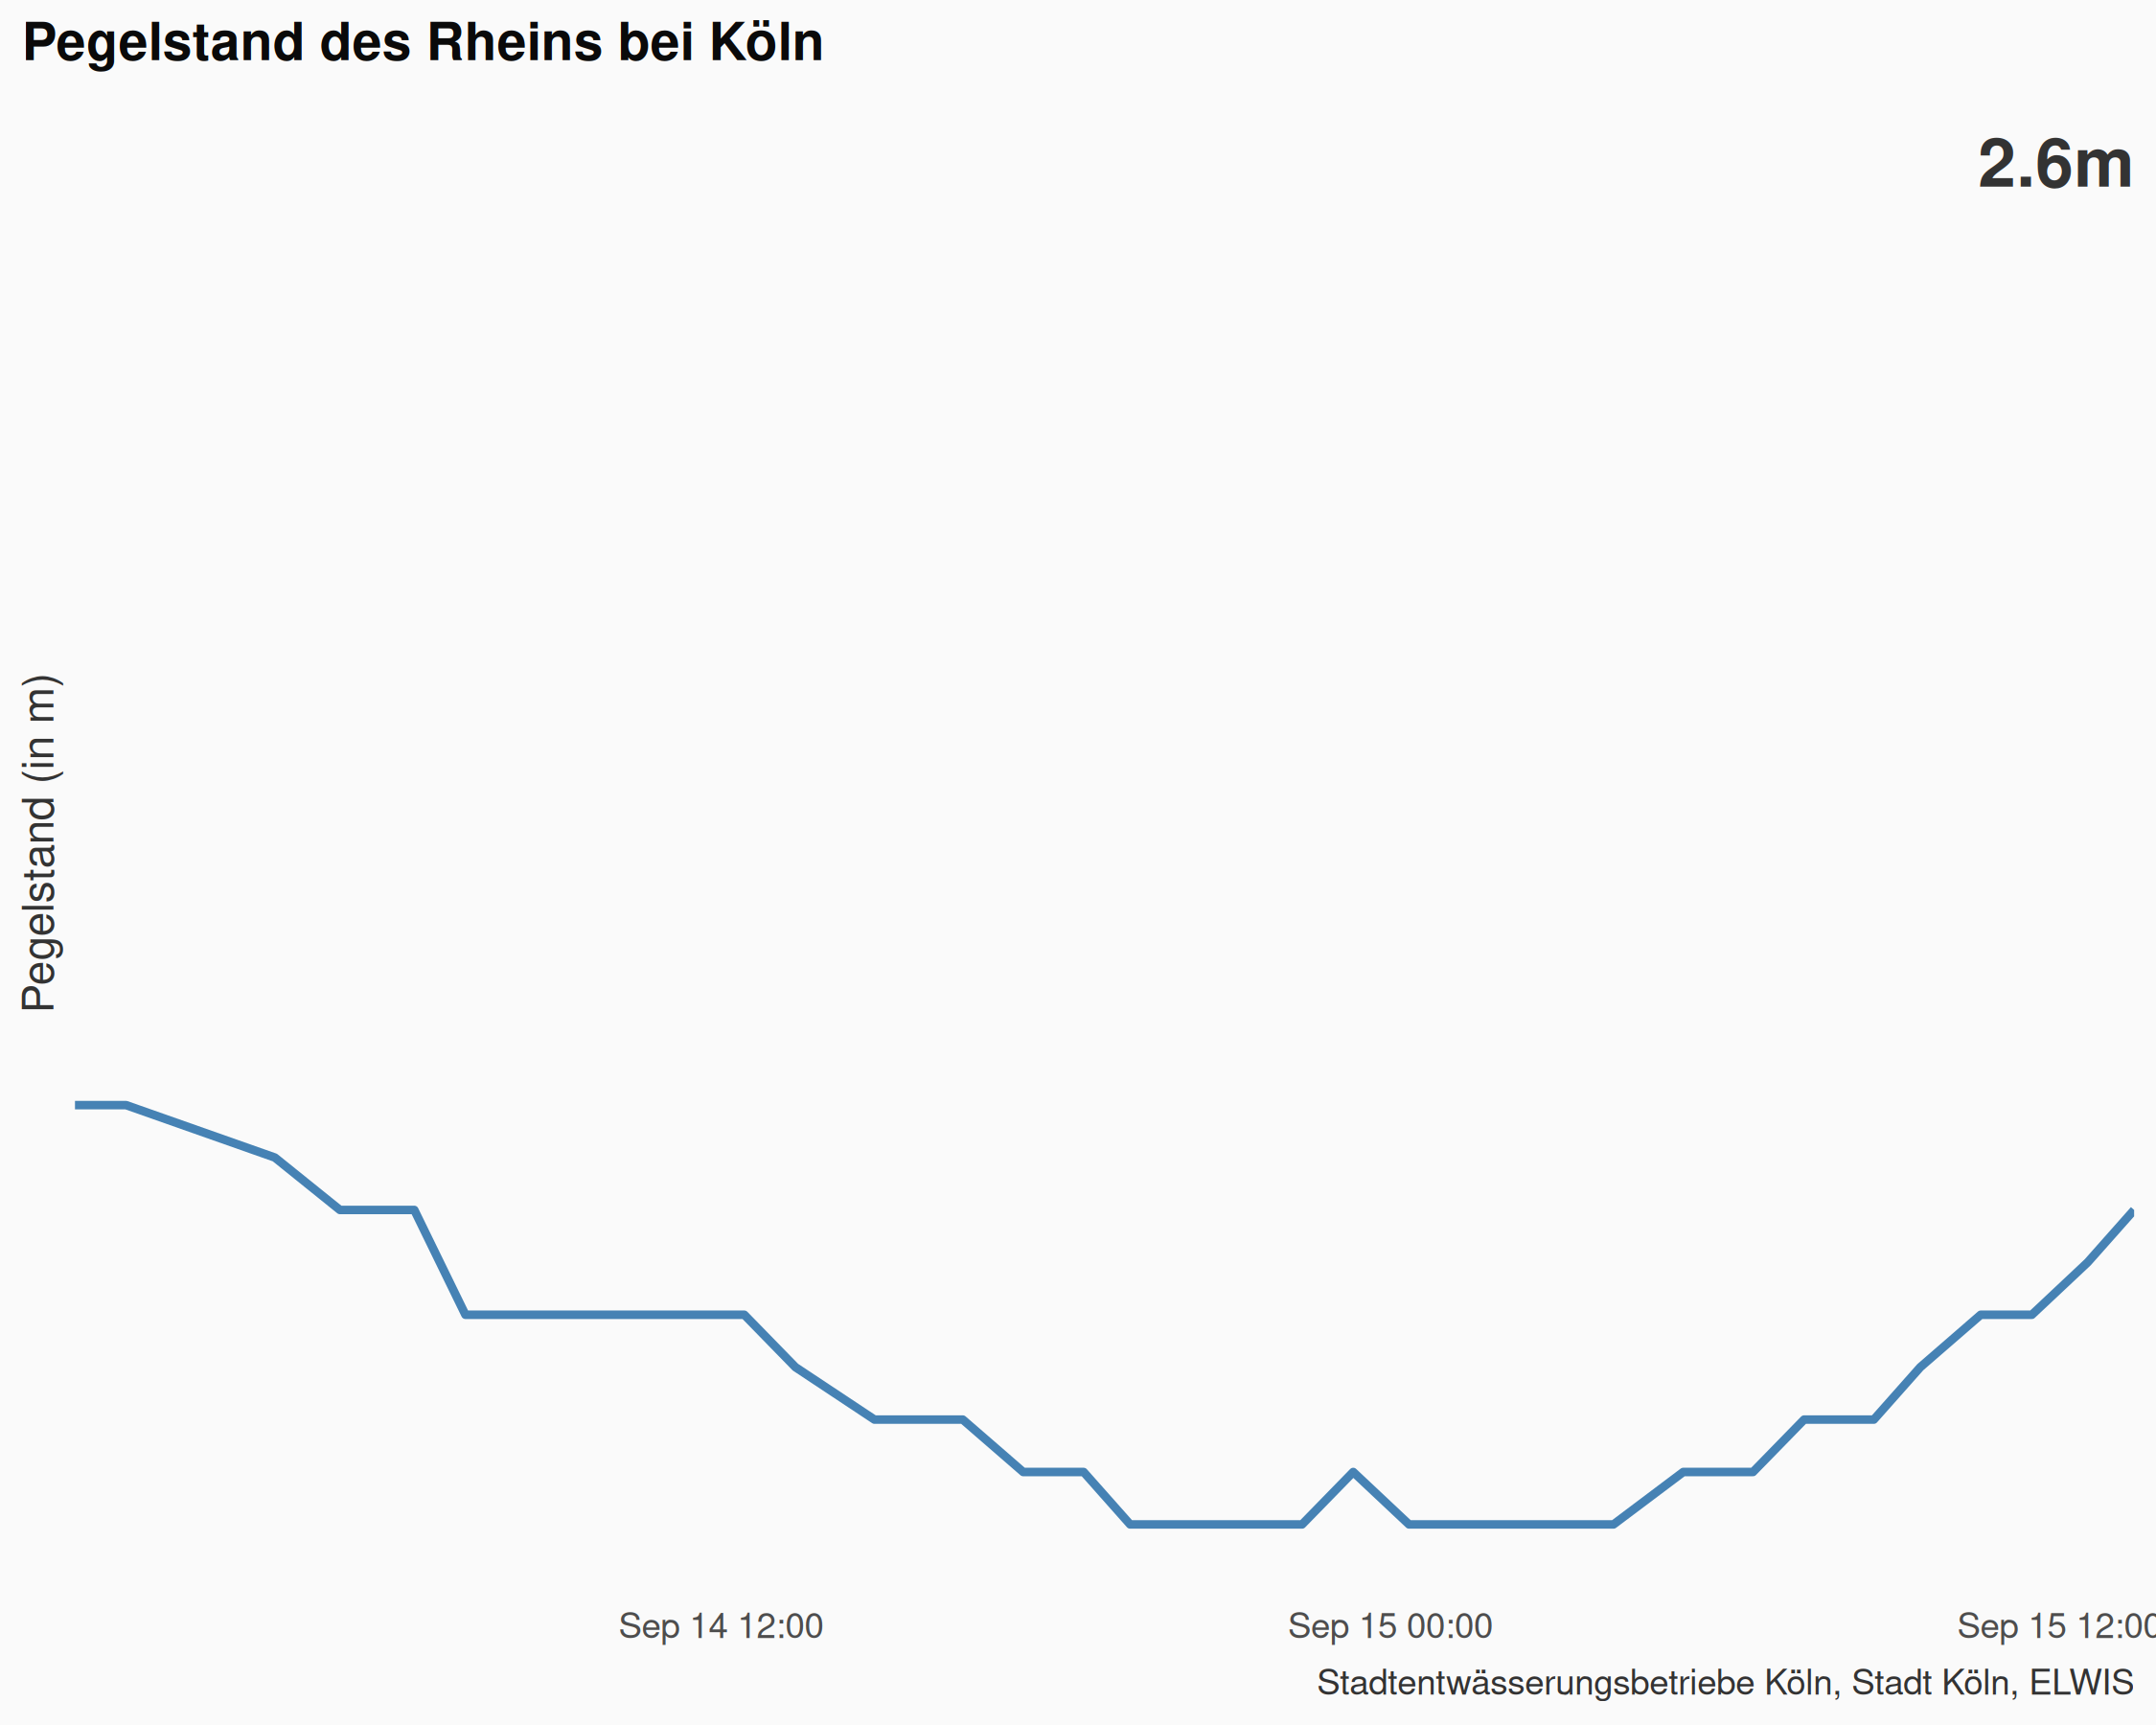 Pegelstand des Rheins bei Köln
2.6m
Pegelstand (in m)
Sep 14 12:00
Sep 15 00:00
Sep 15 12:00
Stadtentwässerungsbetriebe Köln, Stadt Köln, ELWIS